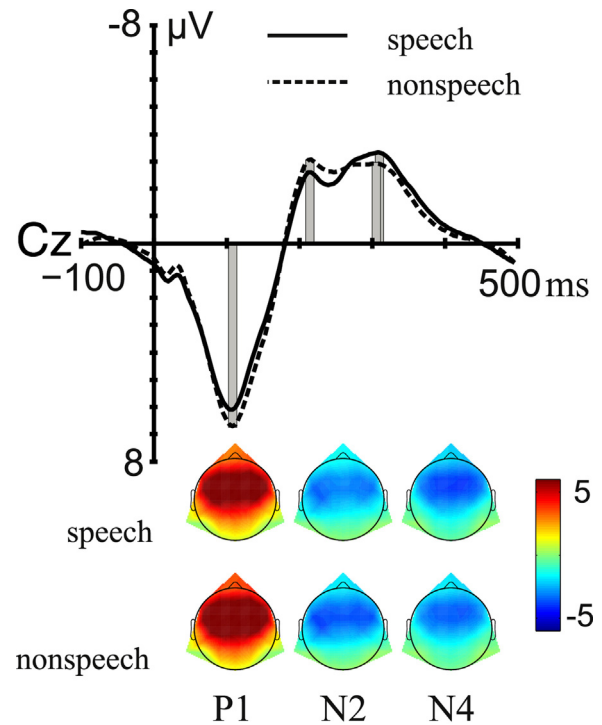 -8 μV
speech
nonspeech
Cz
−100
500 ms
8
speech
5
-5
nonspeech
P1 N2 N4